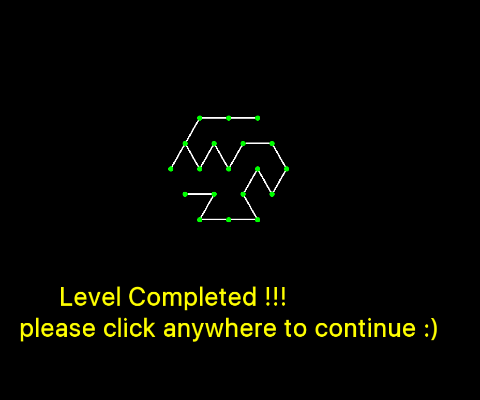 Level Completed !!!
please click anywhere to continue :)